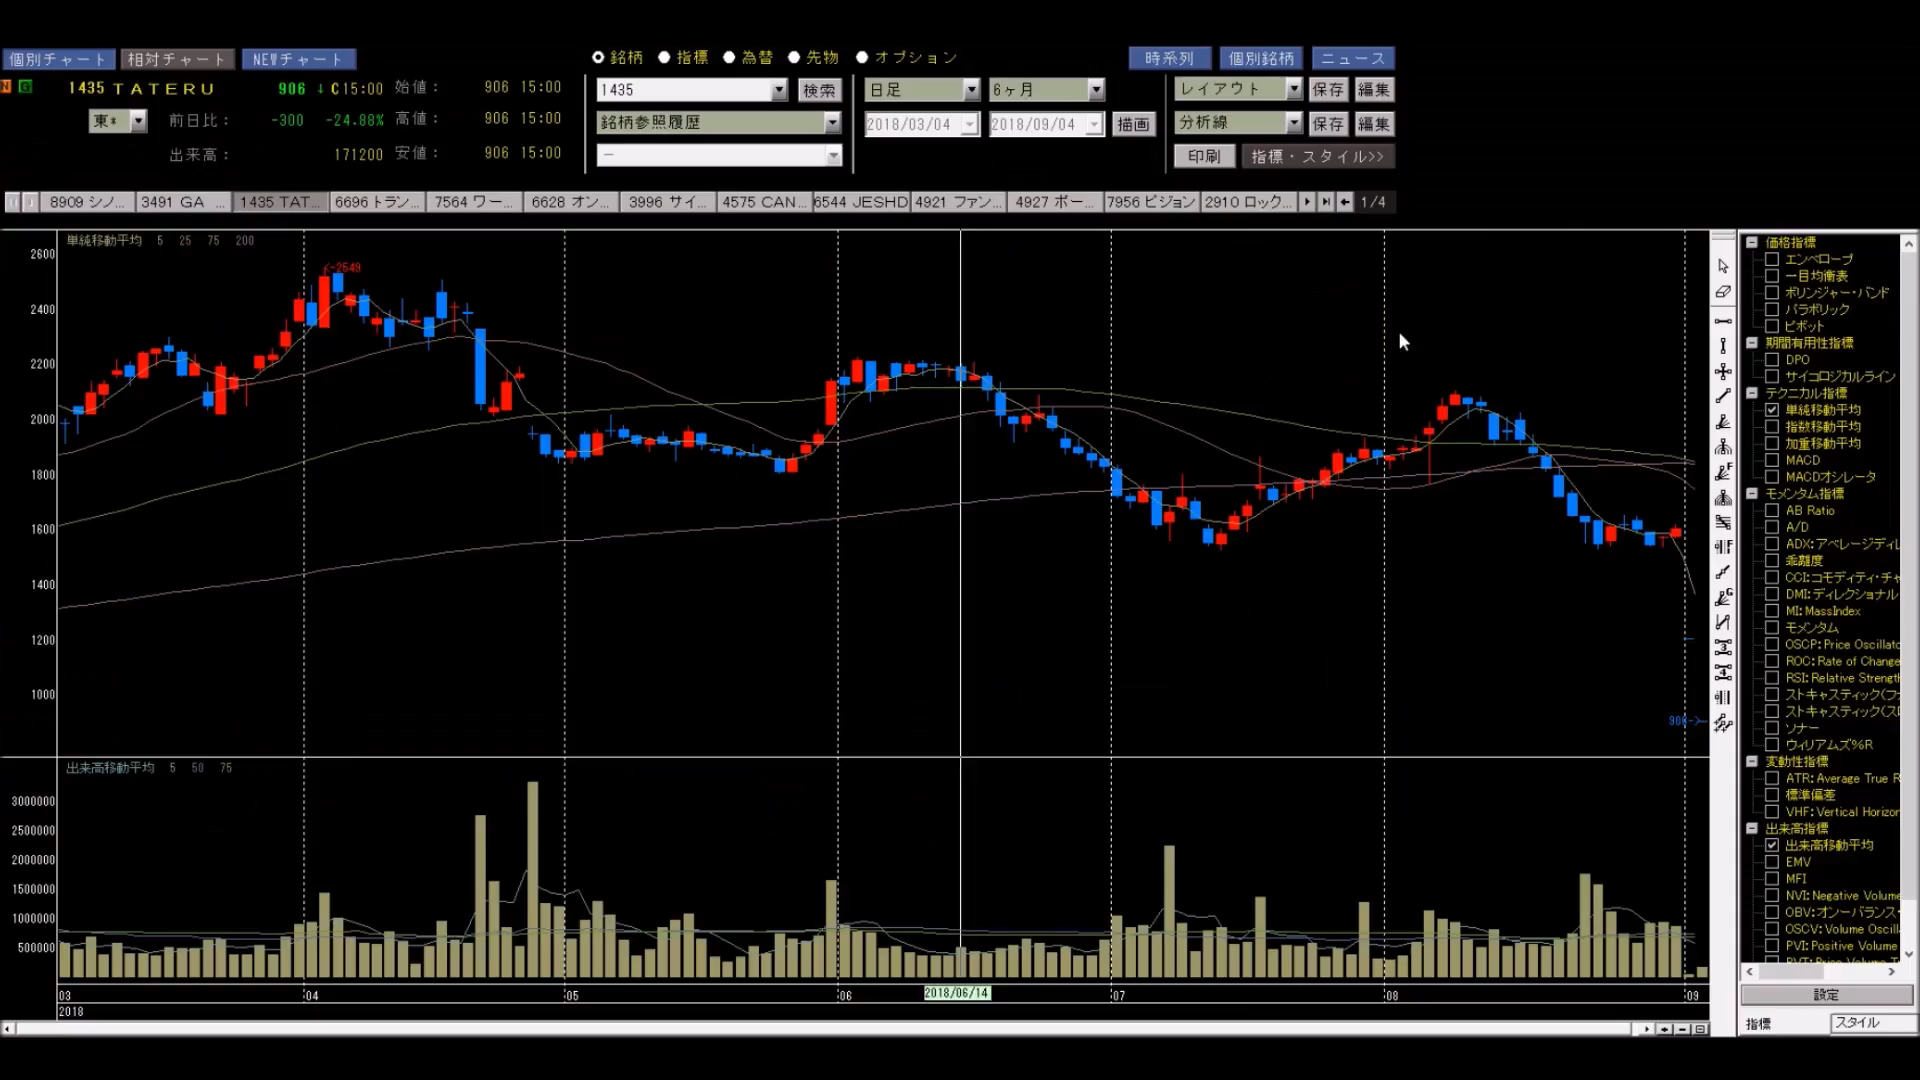 個別チャート 相対チャート NEWチャート
銘柄 指標 為替 先物 オプション
時系列 個別銘柄 ニュース
N G 1435 TATERU 906 ↓ C15:00 始値: 906 15:00
東* 前日比: -300 -24.88% 高値: 906 15:00
出来高: 171200 安値: 906 15:00
1435 検索
銘柄参照履歴
—
日足 6ヶ月
2018/03/04 2018/09/04 描画
レイアウト 保存 編集
分析線 保存 編集
印刷 指標・スタイル>>
8909 シノ... 3491 GA ... 1435 TAT... 6696 トラン... 7564 ワー... 6628 オン... 3996 サイ... 4575 CAN... 6544 JESHD 4921 ファン... 4927 ポー... 7956 ピジョン 2910 ロック... 1/4
単純移動平均 5 25 75 200
2600
2400
2200
2000
1800
1600
1400
1200
1000
2549
906
出来高移動平均 5 50 75
3000000
2500000
2000000
1500000
1000000
500000
03 04 05 06 2018/06/14 07 08 09
2018
価格指標
エンベロープ
一目均衡表
ボリンジャー・バンド
パラボリック
ピボット
期間有用性指標
DPO
サイコロジカルライン
テクニカル指標
単純移動平均
指数移動平均
加重移動平均
MACD
MACDオシレータ
モメンタム指標
AB Ratio
A/D
ADX:アベレージディレ
乖離度
CCI:コモディティ・チャ
DMI:ディレクショナル
MI:MassIndex
モメンタム
OSCP:Price Oscillato
ROC:Rate of Change
RSI:Relative Strengt
ストキャスティック(ファ
ストキャスティック(スロ
ソナー
ウィリアムズ%R
変動性指標
ATR:Average True R
標準偏差
VHF:Vertical Horizon
出来高指標
出来高移動平均
EMV
MFI
NVI:Negative Volume
OBV:オン・バランス・
OSCV:Volume Oscill
PVI:Positive Volume
設定
指標 スタイル